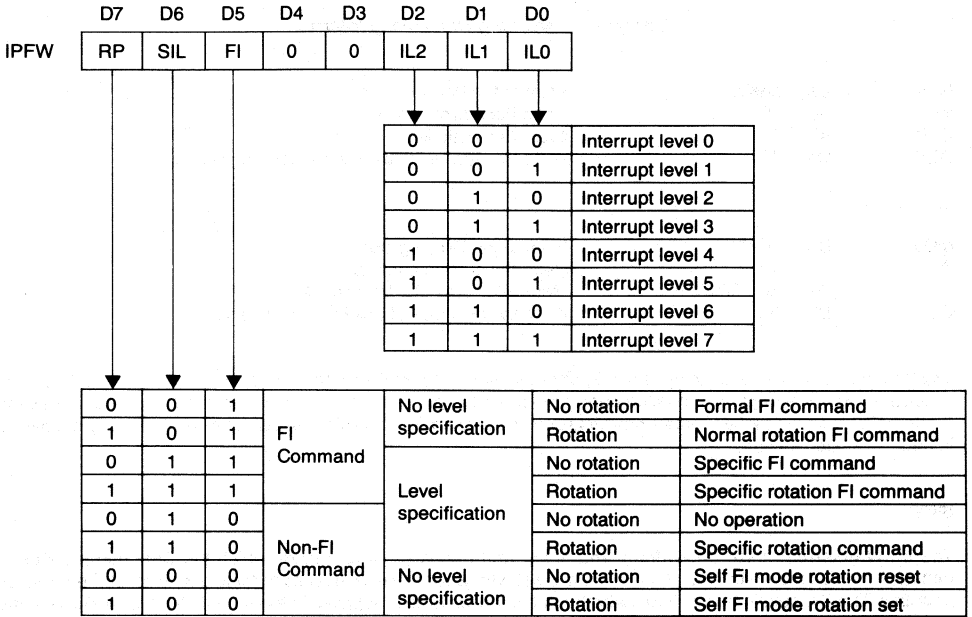 D7 D6 D5 D4 D3 D2 D1 D0
IPFW RP SIL FI 0 0 IL2 IL1 IL0
0 0 0 Interrupt level 0
0 0 1 Interrupt level 1
0 1 0 Interrupt level 2
0 1 1 Interrupt level 3
1 0 0 Interrupt level 4
1 0 1 Interrupt level 5
1 1 0 Interrupt level 6
1 1 1 Interrupt level 7
0 0 1 FI Command No level specification No rotation Formal FI command
1 0 1 Rotation Normal rotation FI command
0 1 1 Level specification No rotation Specific FI command
1 1 1 Rotation Specific rotation FI command
0 1 0 Non-FI Command No rotation No operation
1 1 0 Rotation Specific rotation command
0 0 0 No level specification No rotation Self FI mode rotation reset
1 0 0 Rotation Self FI mode rotation set